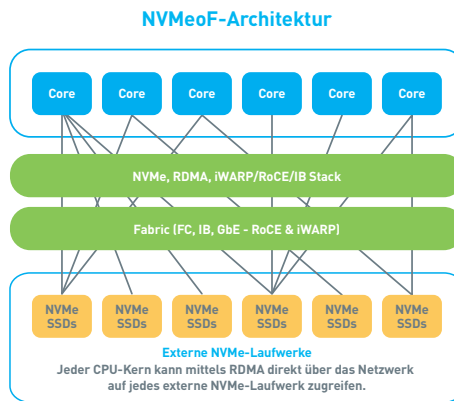 NVMeoF-Architektur
Core Core Core Core Core Core
NVMe, RDMA, iWARP/RoCE/IB Stack
Fabric (FC, IB, GbE - RoCE & iWARP)
NVMe NVMe NVMe NVMe NVMe NVMe
SSDs SSDs SSDs SSDs SSDs SSDs
Externe NVMe-Laufwerke
Jeder CPU-Kern kann mittels RDMA direkt über das Netzwerk
auf jedes externe NVMe-Laufwerk zugreifen.